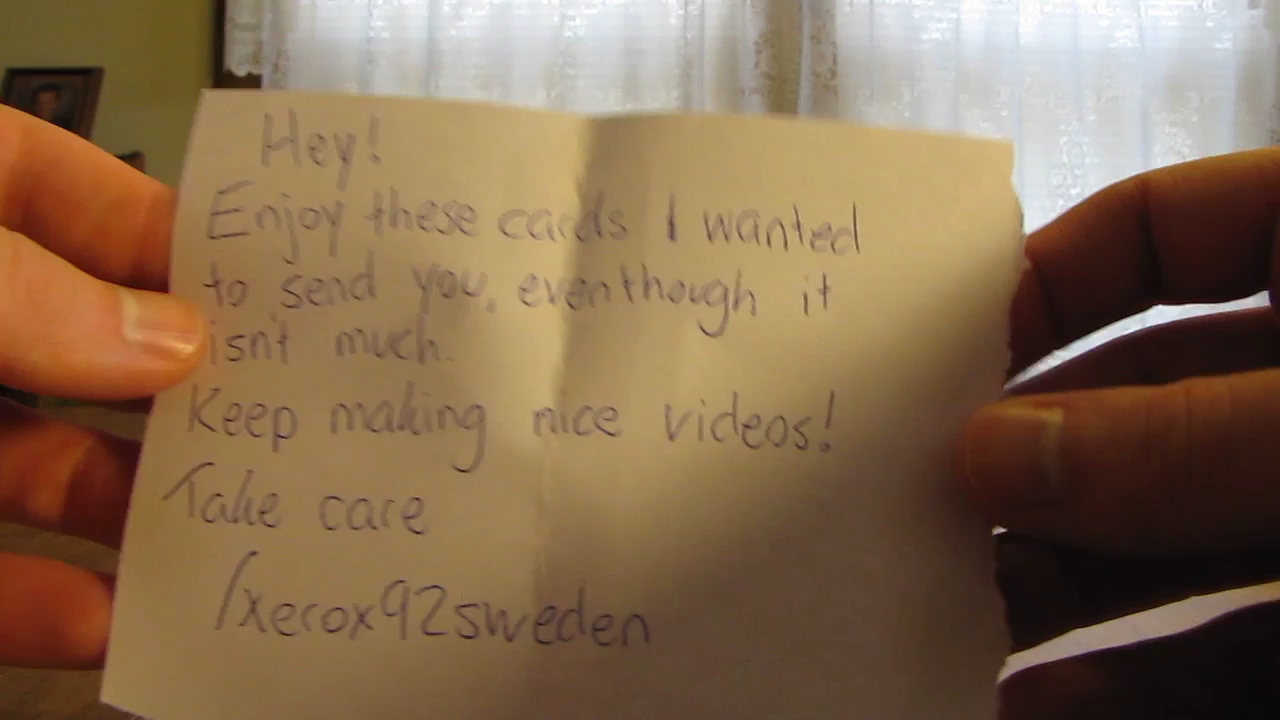 Hey!
Enjoy these cards I wanted
to send you, eventhough it
isn't much.
Keep making nice videos!
Take care
/xerox92sweden